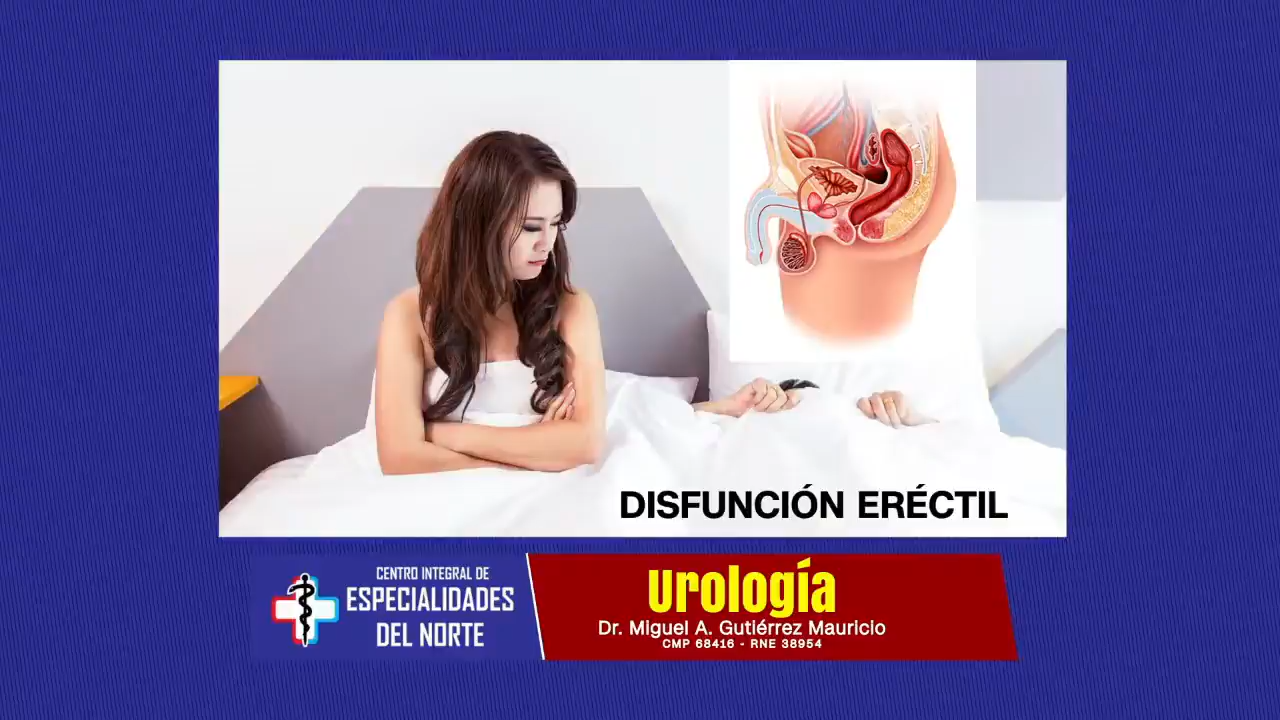 DISFUNCIÓN ERÉCTIL
CENTRO INTEGRAL DE
ESPECIALIDADES
DEL NORTE
Urología
Dr. Miguel A. Gutiérrez Mauricio
CMP 68416 - RNE 38954